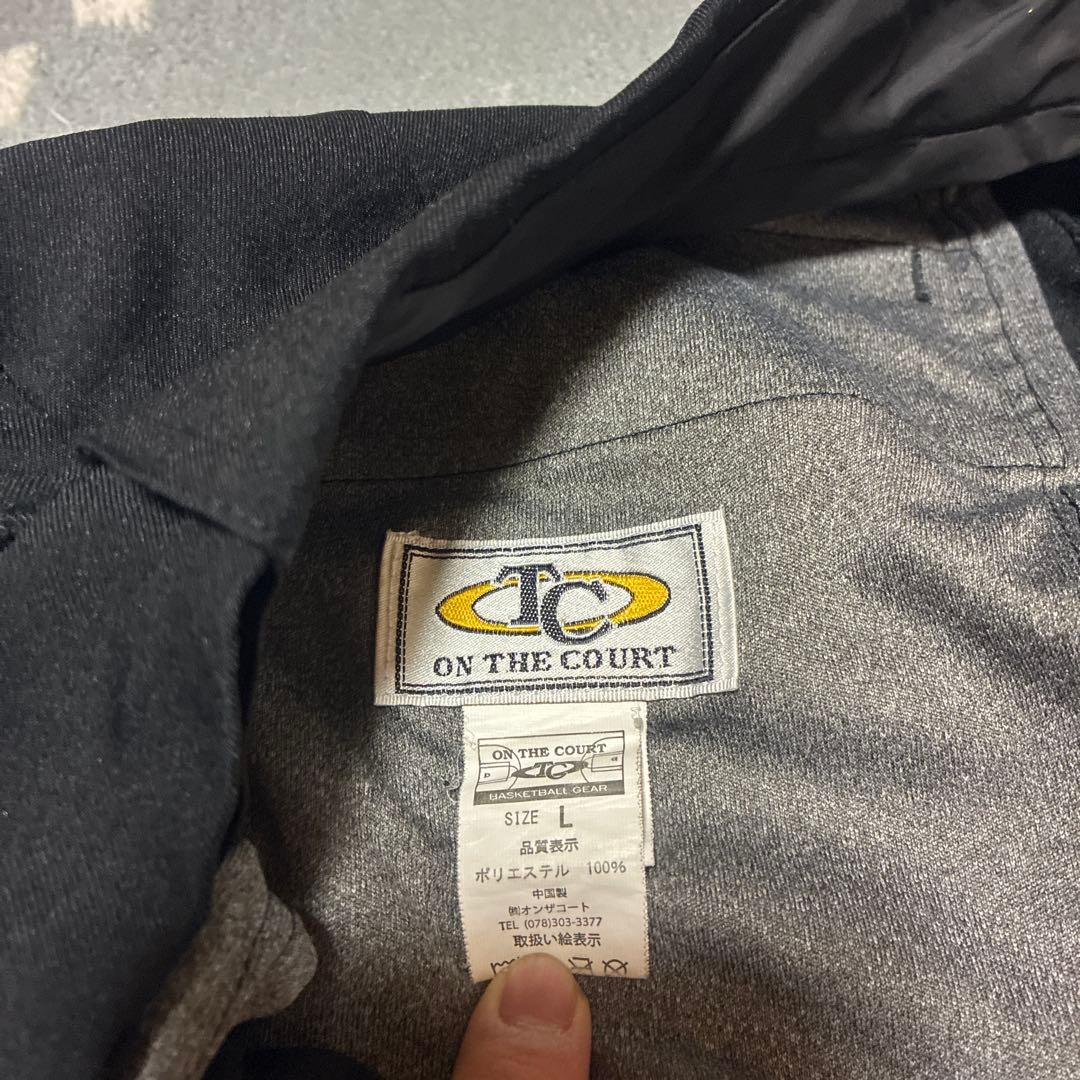 TC
ON THE COURT
ON THE COURT
TC
BASKETBALL GEAR
SIZE L
品質表示
ポリエステル 100%
中国製
㈱オンザコート
TEL (078)303-3377
取扱い絵表示